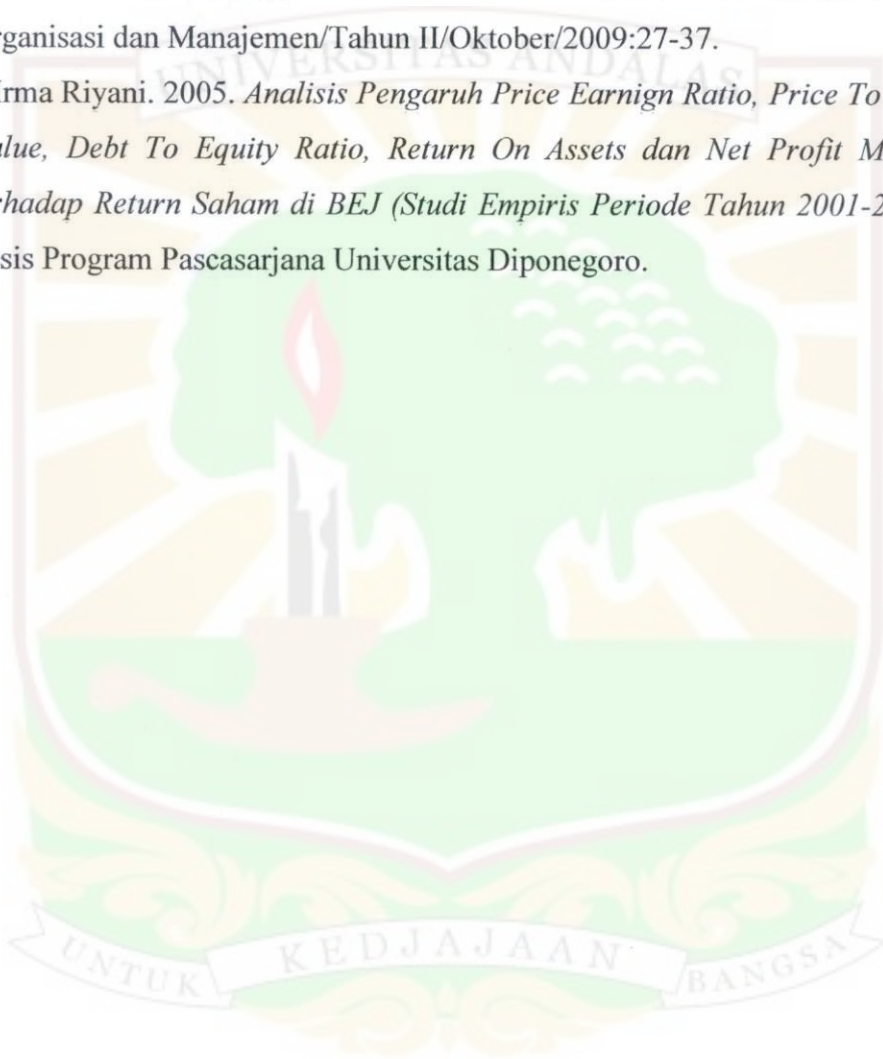 rganisasi dan Manajemen/Tahun II/Oktober/2009:27-37.
UNIVERSITAS ANDALAS
Irma Riyani. 2005. Analisis Pengaruh Price Earnign Ratio, Price To
lue, Debt To Equity Ratio, Return On Assets dan Net Profit M
rhadap Return Saham di BEJ (Studi Empiris Periode Tahun 2001-2
sis Program Pascasarjana Universitas Diponegoro.
UNTUK KEDJAJAAN BANGSA